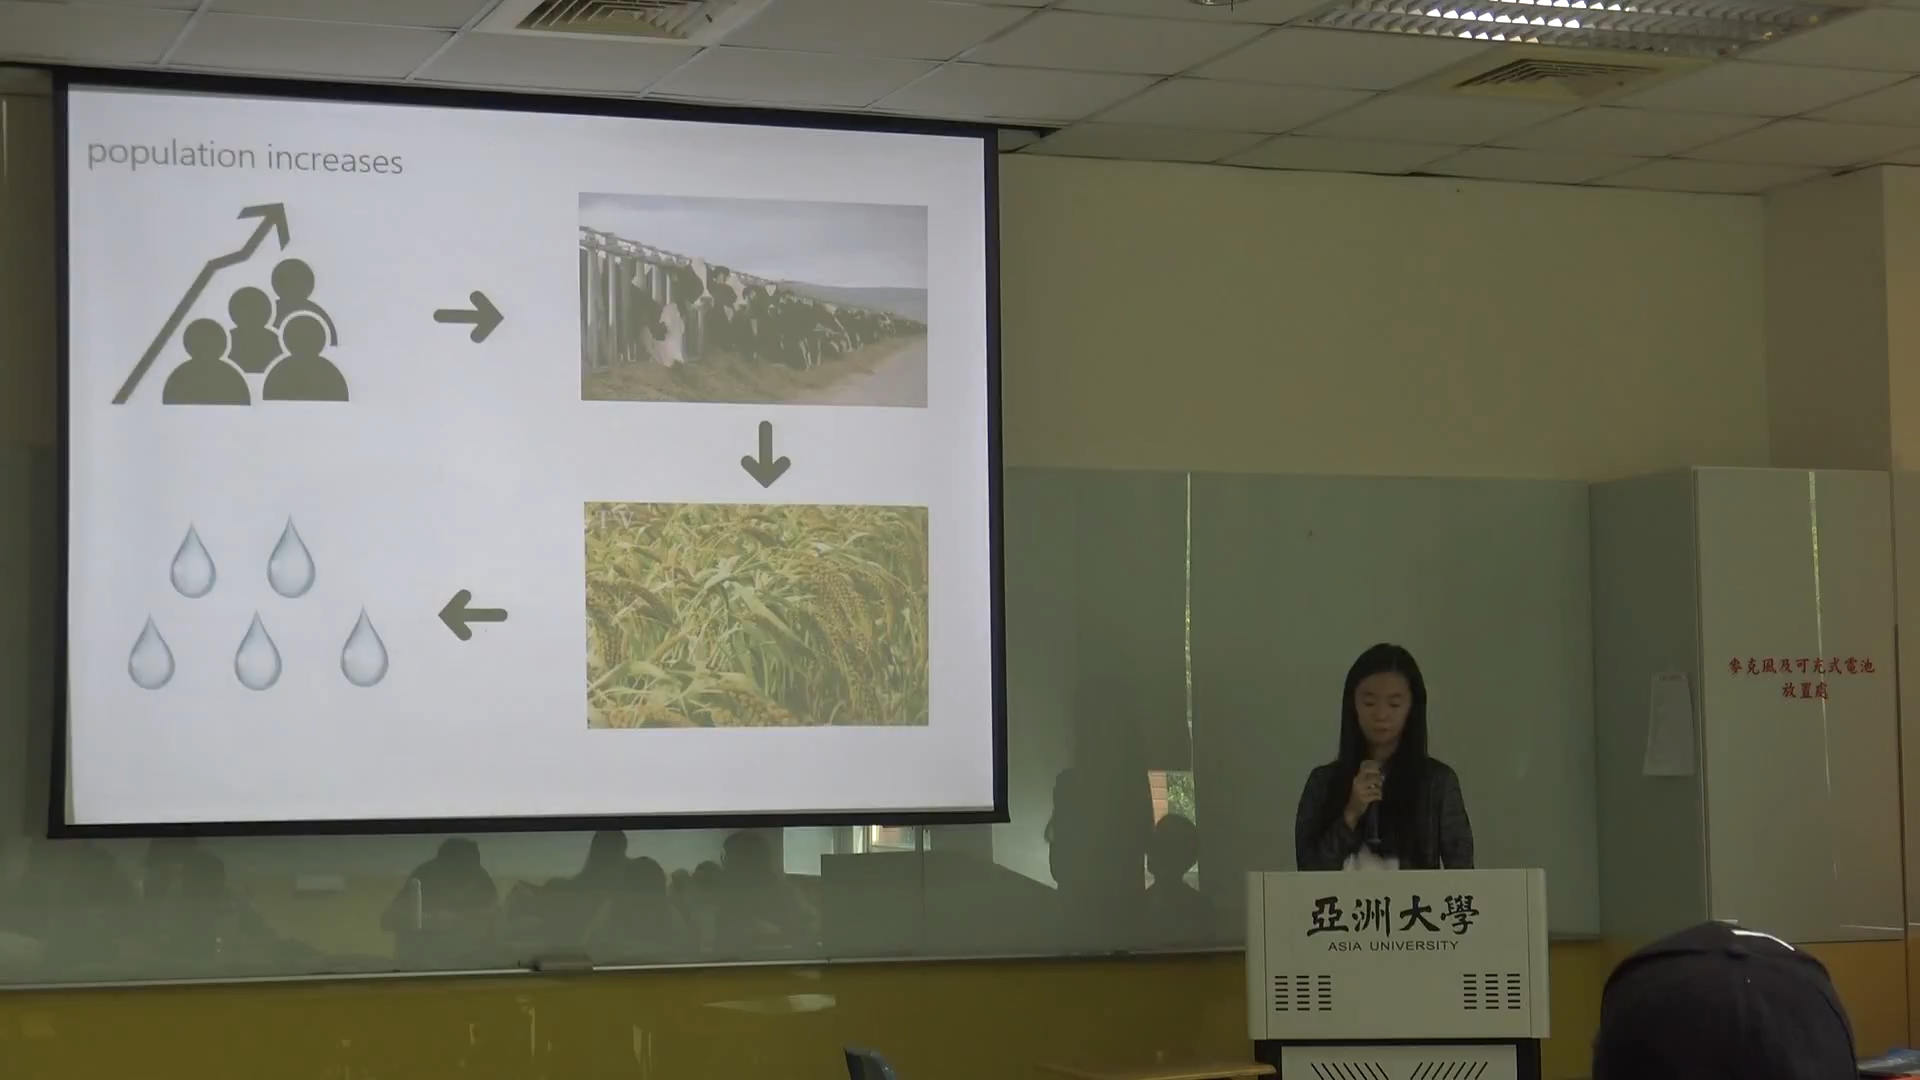 population increases
TV
麥克風及可充式電池
放置處
亞洲大學
ASIA UNIVERSITY